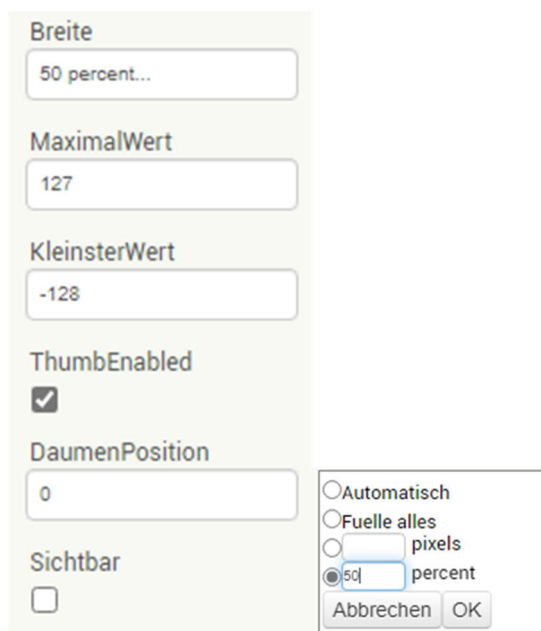 Breite
50 percent...
MaximalWert
127
KleinsterWert
-128
ThumbEnabled
DaumenPosition
0
Sichtbar
Automatisch
Fuelle alles
pixels
50 percent
Abbrechen OK